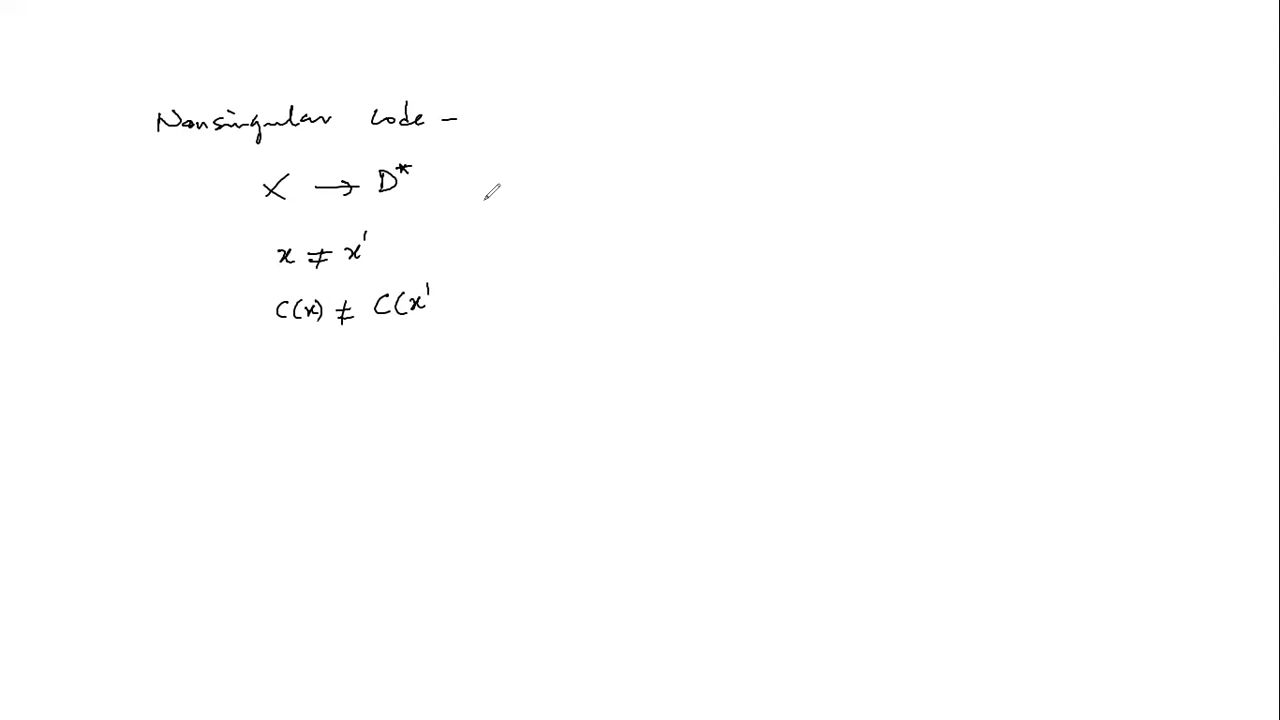 Nonsingular code -
X → D*
x ≠ x'
C(x) ≠ C(x'